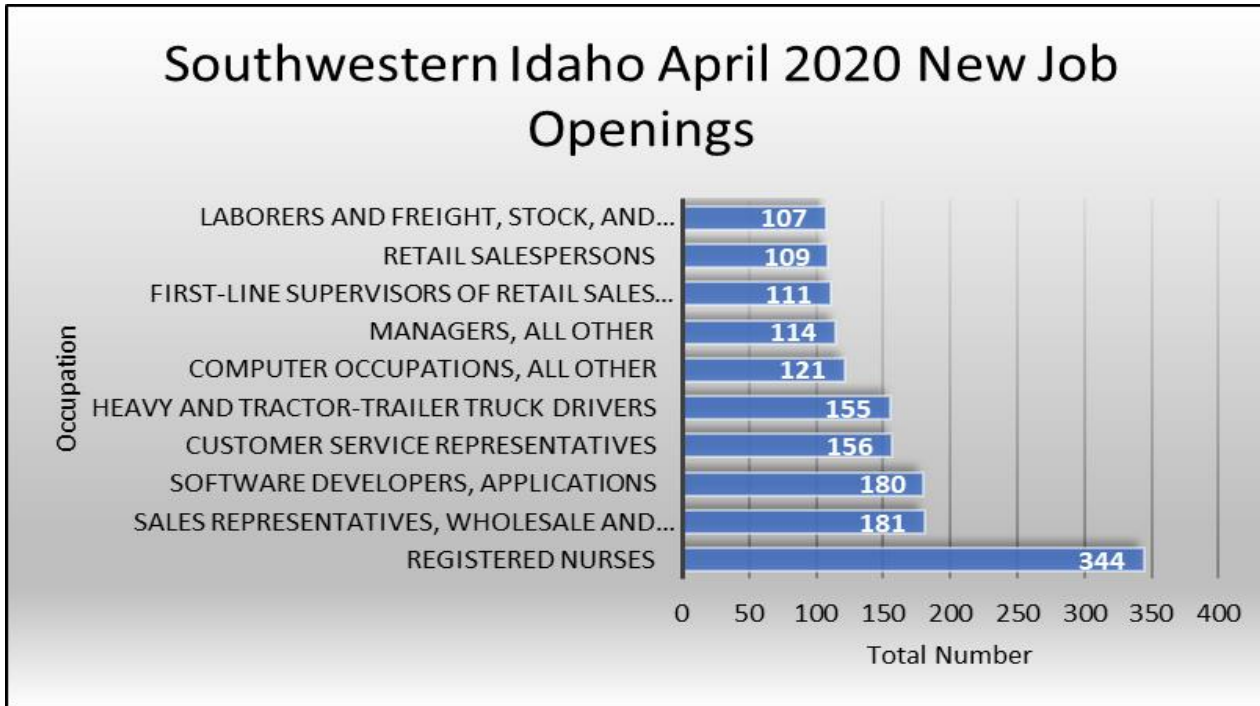 Southwestern Idaho April 2020 New Job
Openings
Occupation
LABORERS AND FREIGHT, STOCK, AND... 107
RETAIL SALESPERSONS 109
FIRST-LINE SUPERVISORS OF RETAIL SALES... 111
MANAGERS, ALL OTHER 114
COMPUTER OCCUPATIONS, ALL OTHER 121
HEAVY AND TRACTOR-TRAILER TRUCK DRIVERS 155
CUSTOMER SERVICE REPRESENTATIVES 156
SOFTWARE DEVELOPERS, APPLICATIONS 180
SALES REPRESENTATIVES, WHOLESALE AND... 181
REGISTERED NURSES 344
0 50 100 150 200 250 300 350 400
Total Number